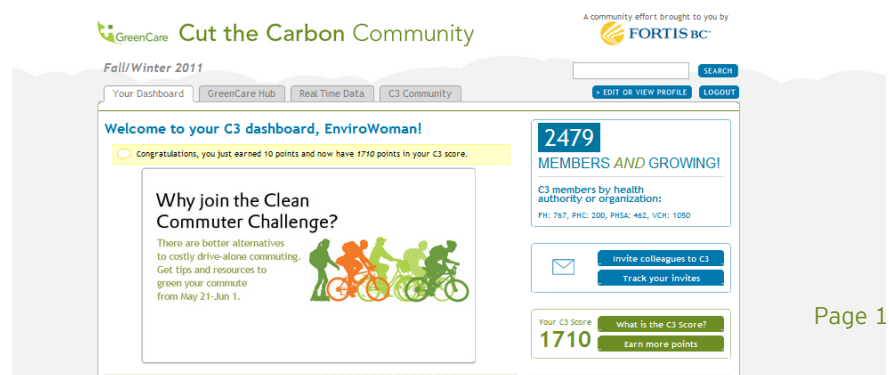 A community effort brought to you by
GreenCare Cut the Carbon Community
FORTIS BC
Fall/Winter 2011
SEARCH
Your Dashboard GreenCare Hub Real Time Data C3 Community
» EDIT OR VIEW PROFILE LOGOUT
Welcome to your C3 dashboard, EnviroWoman!
Congratulations, you just earned 10 points and now have 1710 points in your C3 score.
Why join the Clean
Commuter Challenge?
There are better alternatives
to costly drive-alone commuting.
Get tips and resources to
green your commute
from May 21-Jun 1.
2479
MEMBERS AND GROWING!
C3 members by health
authority or organization:
FH: 767, PHC: 200, PHSA: 462, VCH: 1050
Invite colleagues to C3
Track your invites
Your C3 Score
1710
What is the C3 Score?
Earn more points
Page 1